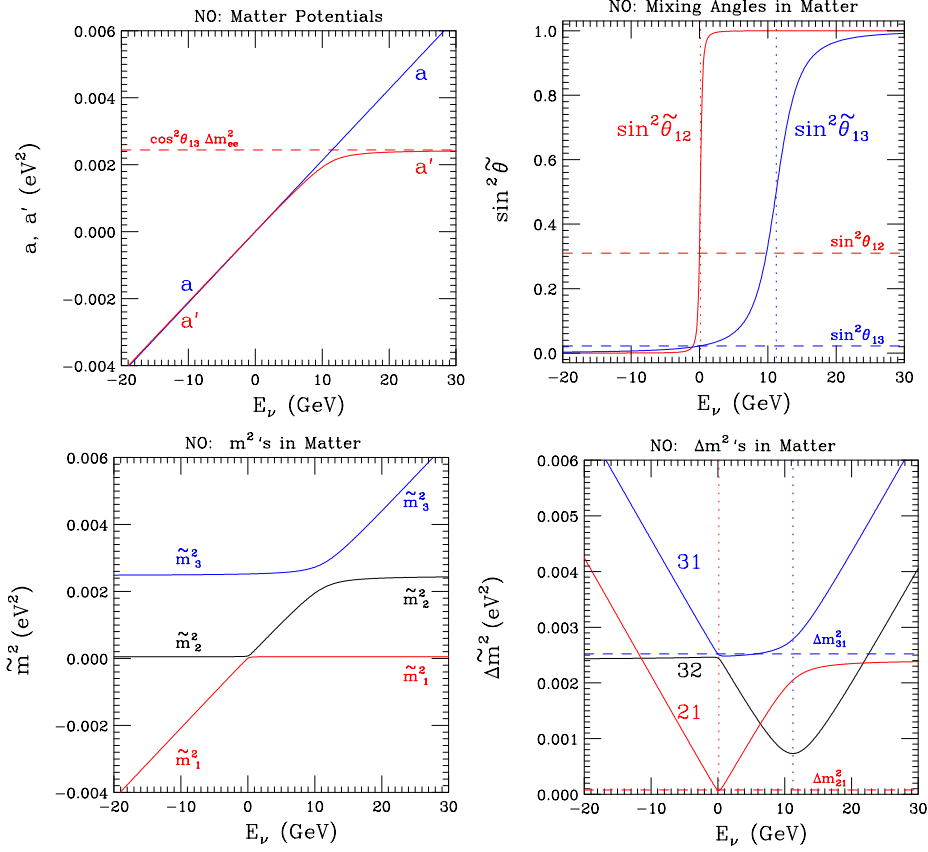 NO: Matter Potentials
0.006
0.004
0.002
0.000
−0.002
−0.004
a, a′ (eV²)
cos²θ₁₃ Δm²ₑₑ
a
a′
a
a′
−20 −10 0 10 20 30
E_ν (GeV)
NO: Mixing Angles in Matter
1.0
0.8
0.6
0.4
0.2
0.0
sin² θ̃
sin²θ̃₁₂
sin²θ̃₁₃
sin²θ₁₂
sin²θ₁₃
−20 −10 0 10 20 30
E_ν (GeV)
NO: m²'s in Matter
0.006
0.004
0.002
0.000
−0.002
−0.004
m̃² (eV²)
m̃²₃
m̃²₃
m̃²₂
m̃²₂
m̃²₁
m̃²₁
−20 −10 0 10 20 30
E_ν (GeV)
NO: Δm²'s in Matter
0.006
0.005
0.004
0.003
0.002
0.001
0.000
Δm̃² (eV²)
31
Δm²₃₁
32
21
Δm²₂₁
−20 −10 0 10 20 30
E_ν (GeV)